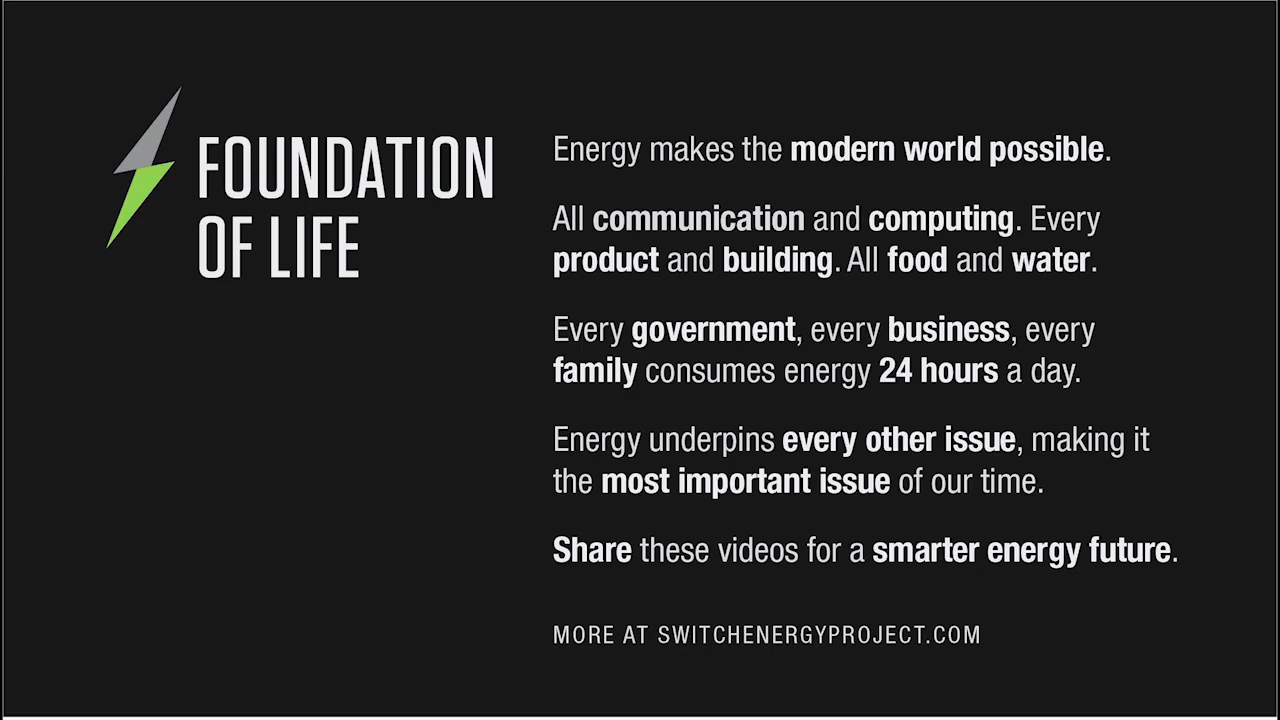 FOUNDATION
OF LIFE
Energy makes the modern world possible.
All communication and computing. Every
product and building. All food and water.
Every government, every business, every
family consumes energy 24 hours a day.
Energy underpins every other issue, making it
the most important issue of our time.
Share these videos for a smarter energy future.
MORE AT SWITCHENERGYPROJECT.COM